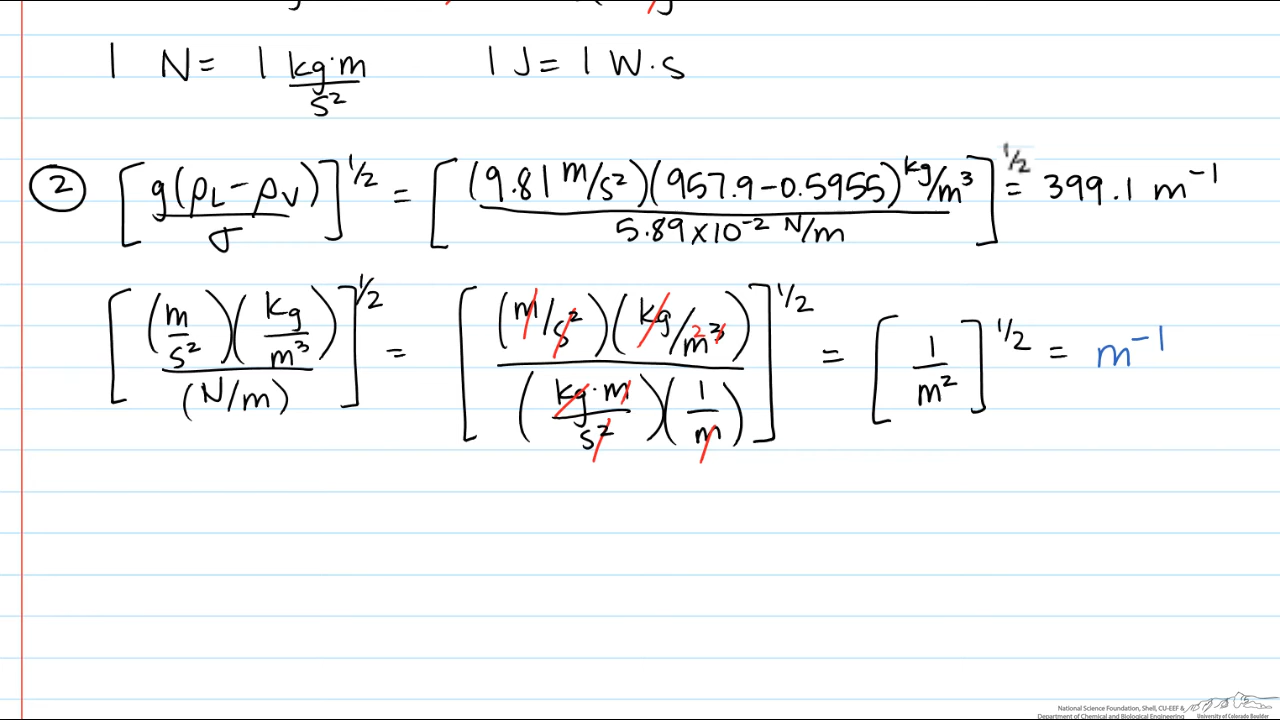 1 N = 1 kg·m/s² 1 J = 1 W·s
② [g(ρL − ρV)/σ]^1/2 = [(9.81 m/s²)(957.9 − 0.5955) kg/m³ / 5.89×10⁻² N/m]^1/2 = 399.1 m⁻¹
[(m/s²)(kg/m³)/(N/m)]^1/2 = [(m/s²)(kg/m³ 2)/(kg·m/s²)(1/m)]^1/2 = [1/m²]^1/2 = m⁻¹
National Science Foundation, Shell, CU-EEF &
Department of Chemical and Biological Engineering University of Colorado Boulder